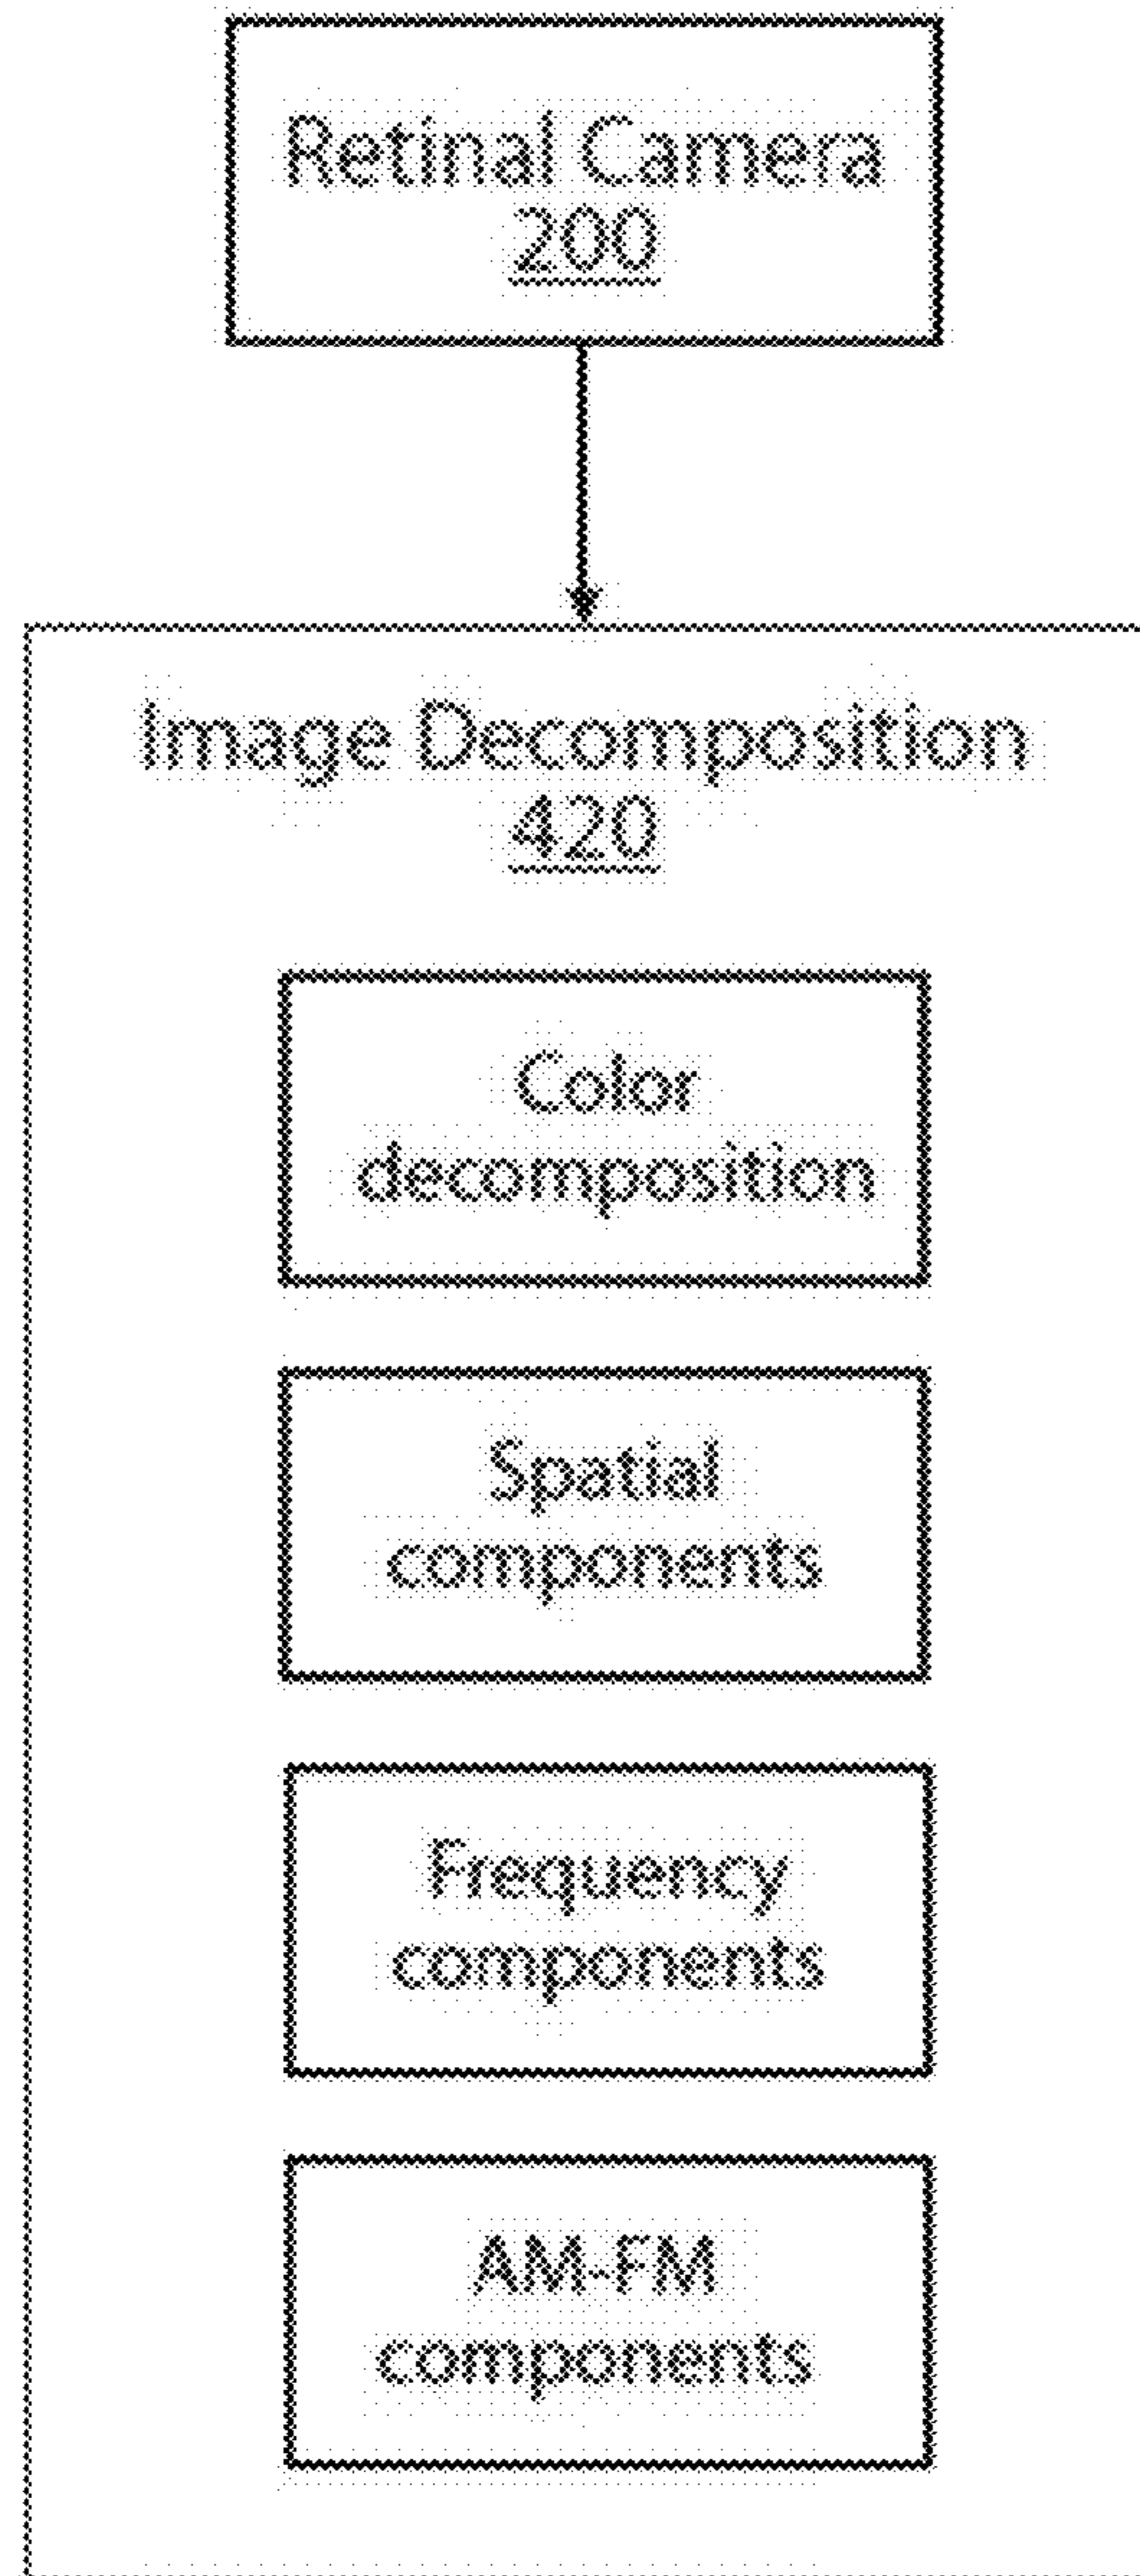 Retinal Camera
200
Image Decomposition
420
Color
decomposition
Spatial
components
Frequency
components
AM-FM
components